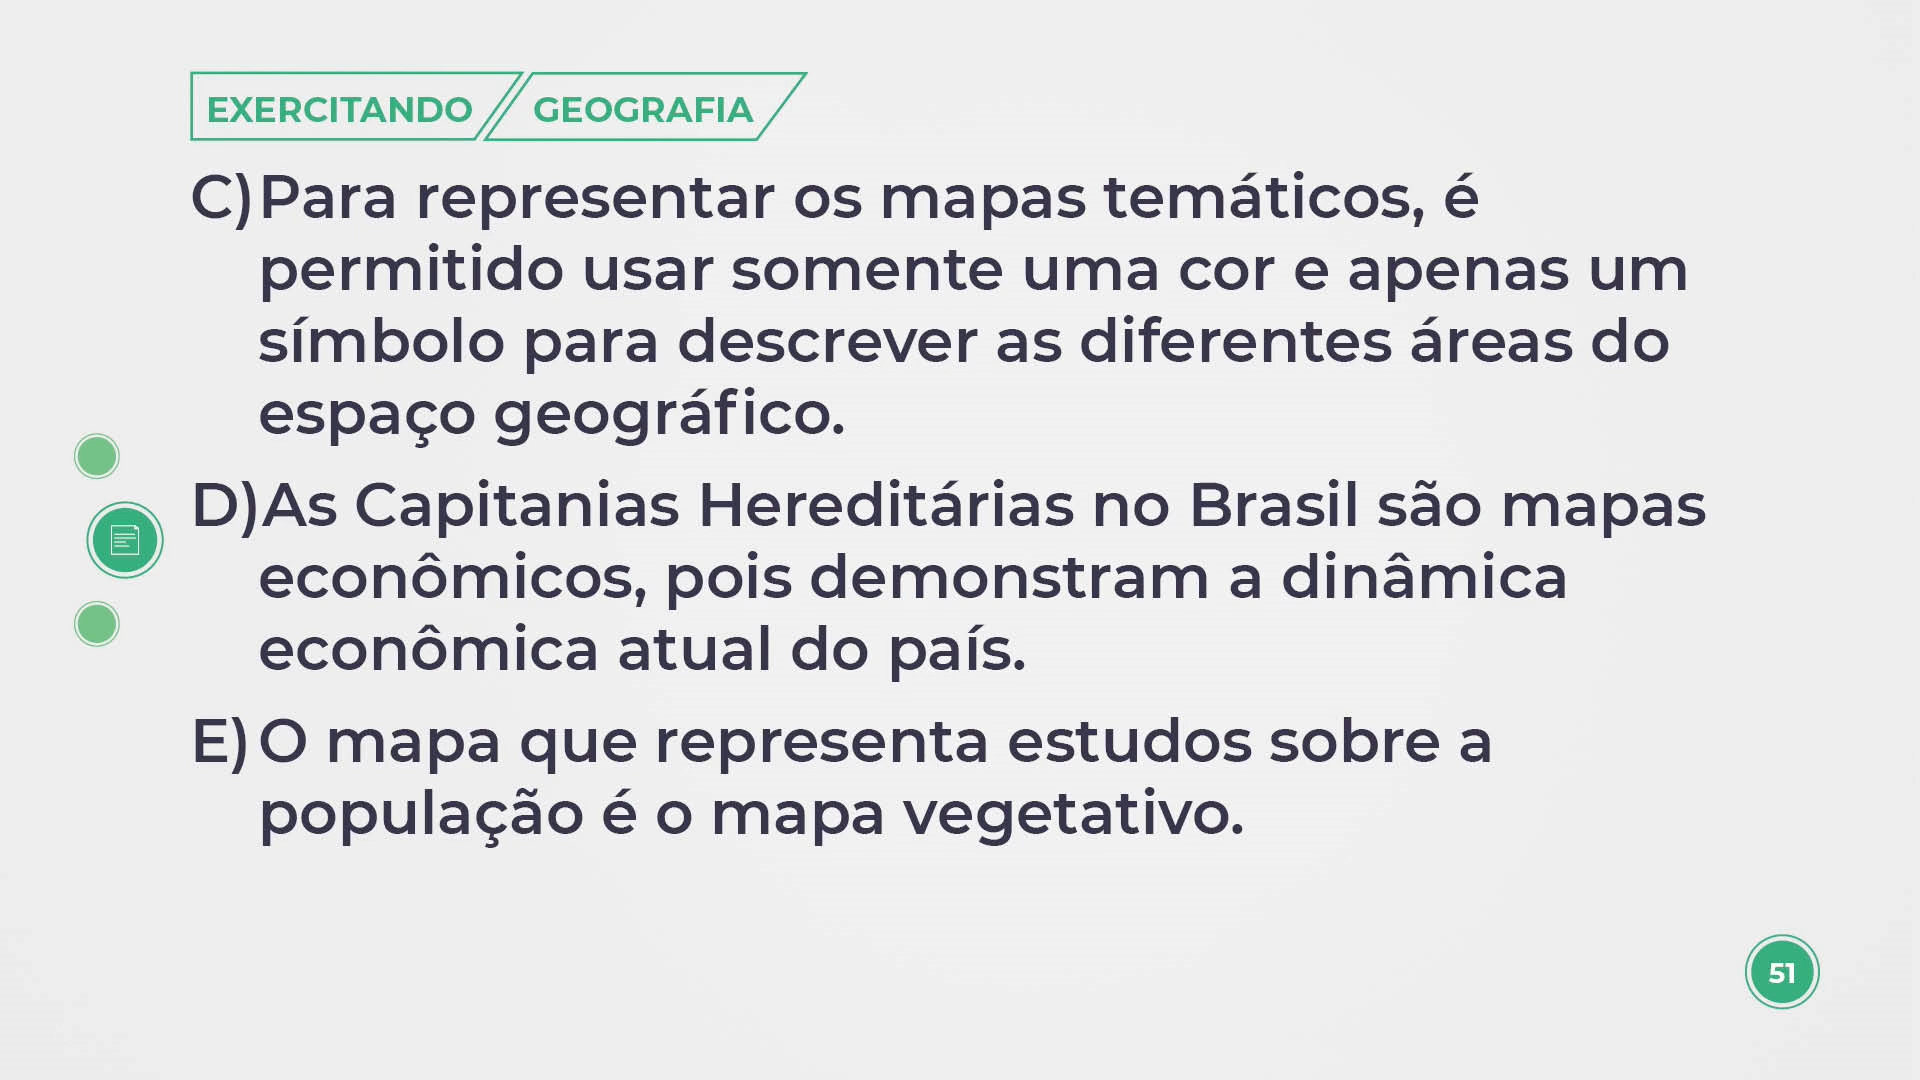 EXERCITANDO GEOGRAFIA
C) Para representar os mapas temáticos, é
permitido usar somente uma cor e apenas um
símbolo para descrever as diferentes áreas do
espaço geográfico.
D) As Capitanias Hereditárias no Brasil são mapas
econômicos, pois demonstram a dinâmica
econômica atual do país.
E) O mapa que representa estudos sobre a
população é o mapa vegetativo.
51